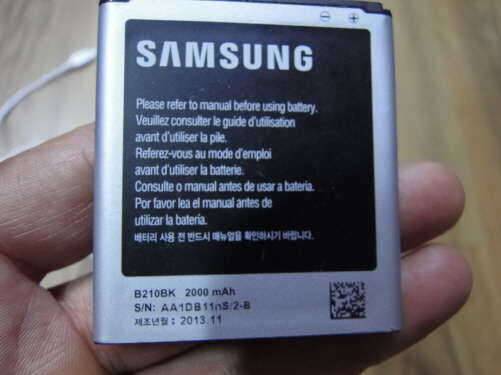 SAMSUNG
Please refer to manual before using battery.
Veuillez consulter le guide d'utilisation
avant d'utiliser la pile.
Referez-vous au mode d'emploi
avant d'utiliser la batterie.
Consulte o manual antes de usar a bateria.
Por favor lea el manual antes de
utilizar la batería.
배터리 사용 전 반드시 매뉴얼을 확인하시기 바랍니다.
B210BK 2000 mAh
S/N: AA1DB11nS/2-B
제조년월 : 2013.11